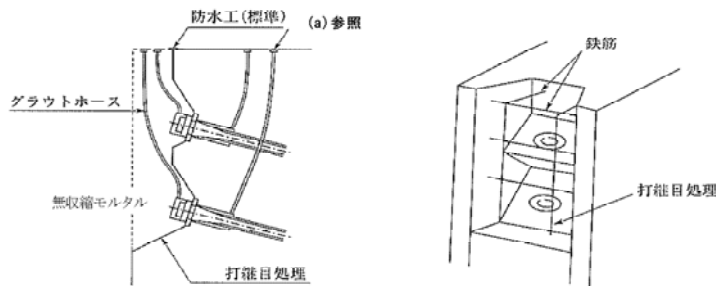 防水工(標準)
(a)参照
グラウトホース
無収縮モルタル
打継目処理
鉄筋
打継目処理